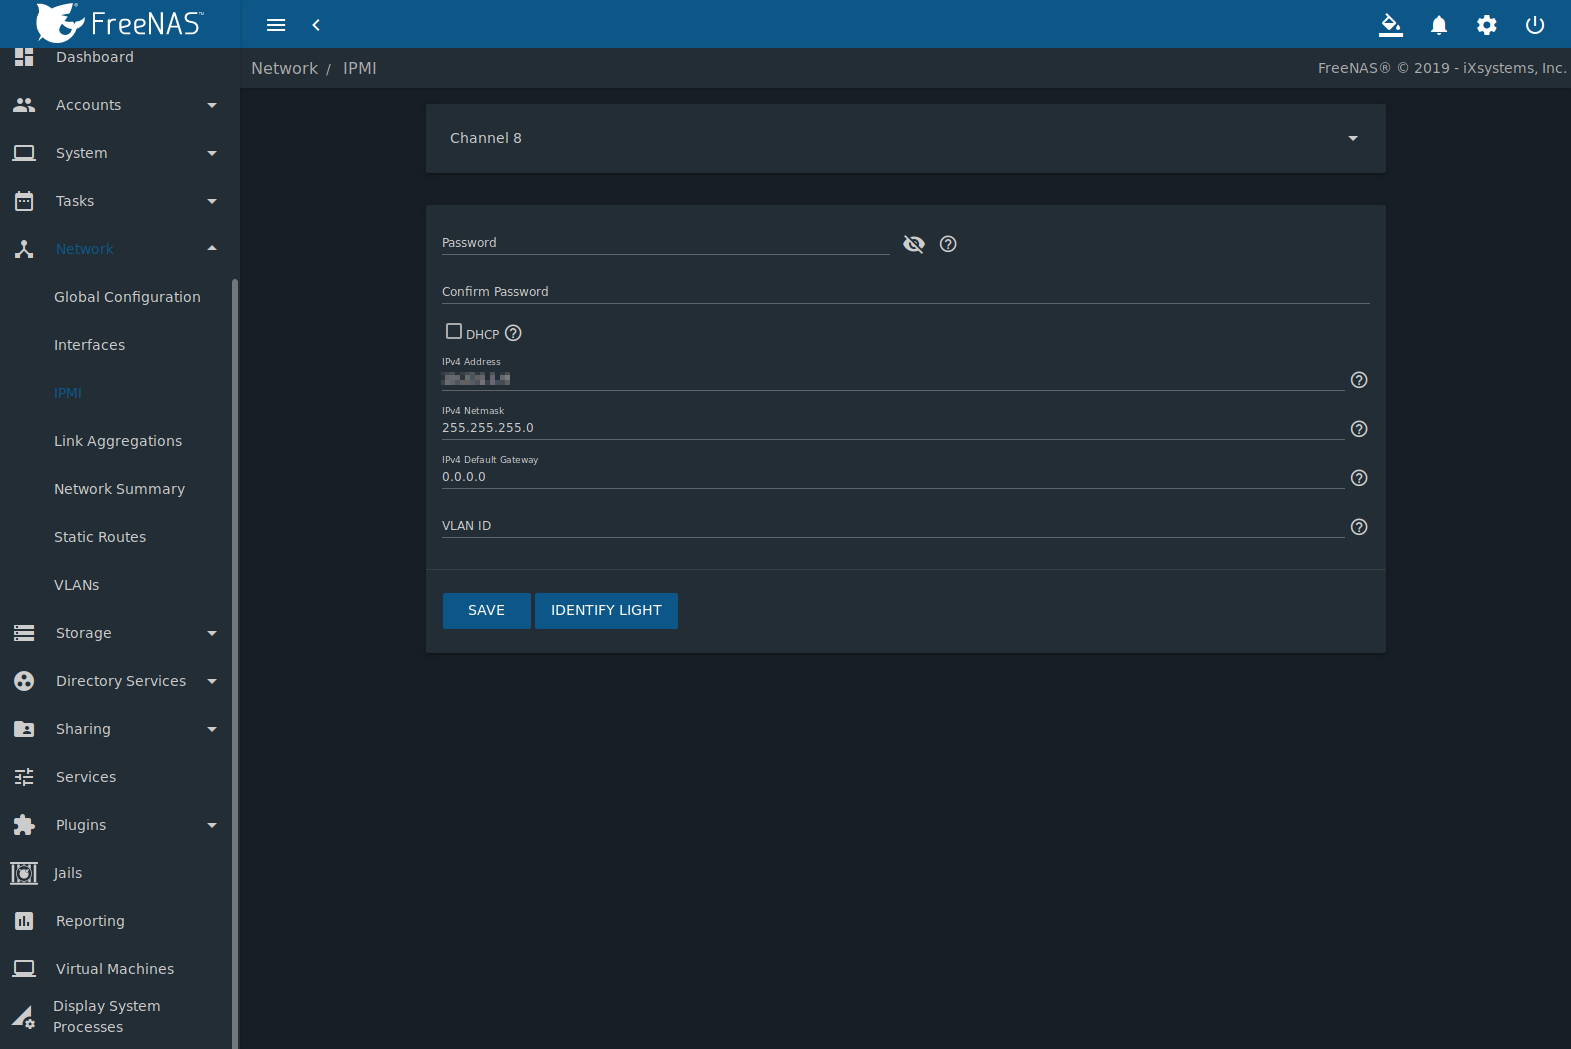 FreeNAS™
Dashboard
Accounts
System
Tasks
Network
Global Configuration
Interfaces
IPMI
Link Aggregations
Network Summary
Static Routes
VLANs
Storage
Directory Services
Sharing
Services
Plugins
Jails
Reporting
Virtual Machines
Display System
Processes
Network / IPMI
FreeNAS® © 2019 - iXsystems, Inc.
Channel 8
Password
Confirm Password
DHCP
IPv4 Address
IPv4 Netmask
255.255.255.0
IPv4 Default Gateway
0.0.0.0
VLAN ID
SAVE
IDENTIFY LIGHT